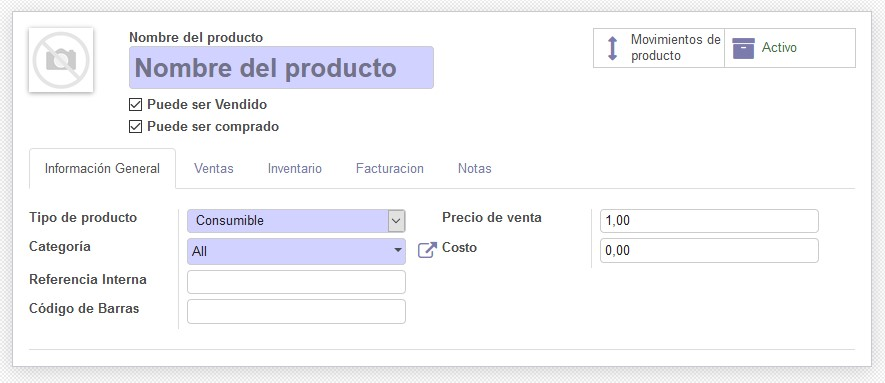 Nombre del producto
Nombre del producto
Puede ser Vendido
Puede ser comprado
Movimientos de
producto
Activo
Información General
Ventas
Inventario
Facturacion
Notas
Tipo de producto
Consumible
Precio de venta
1,00
Categoría
All
Costo
0,00
Referencia Interna
Código de Barras